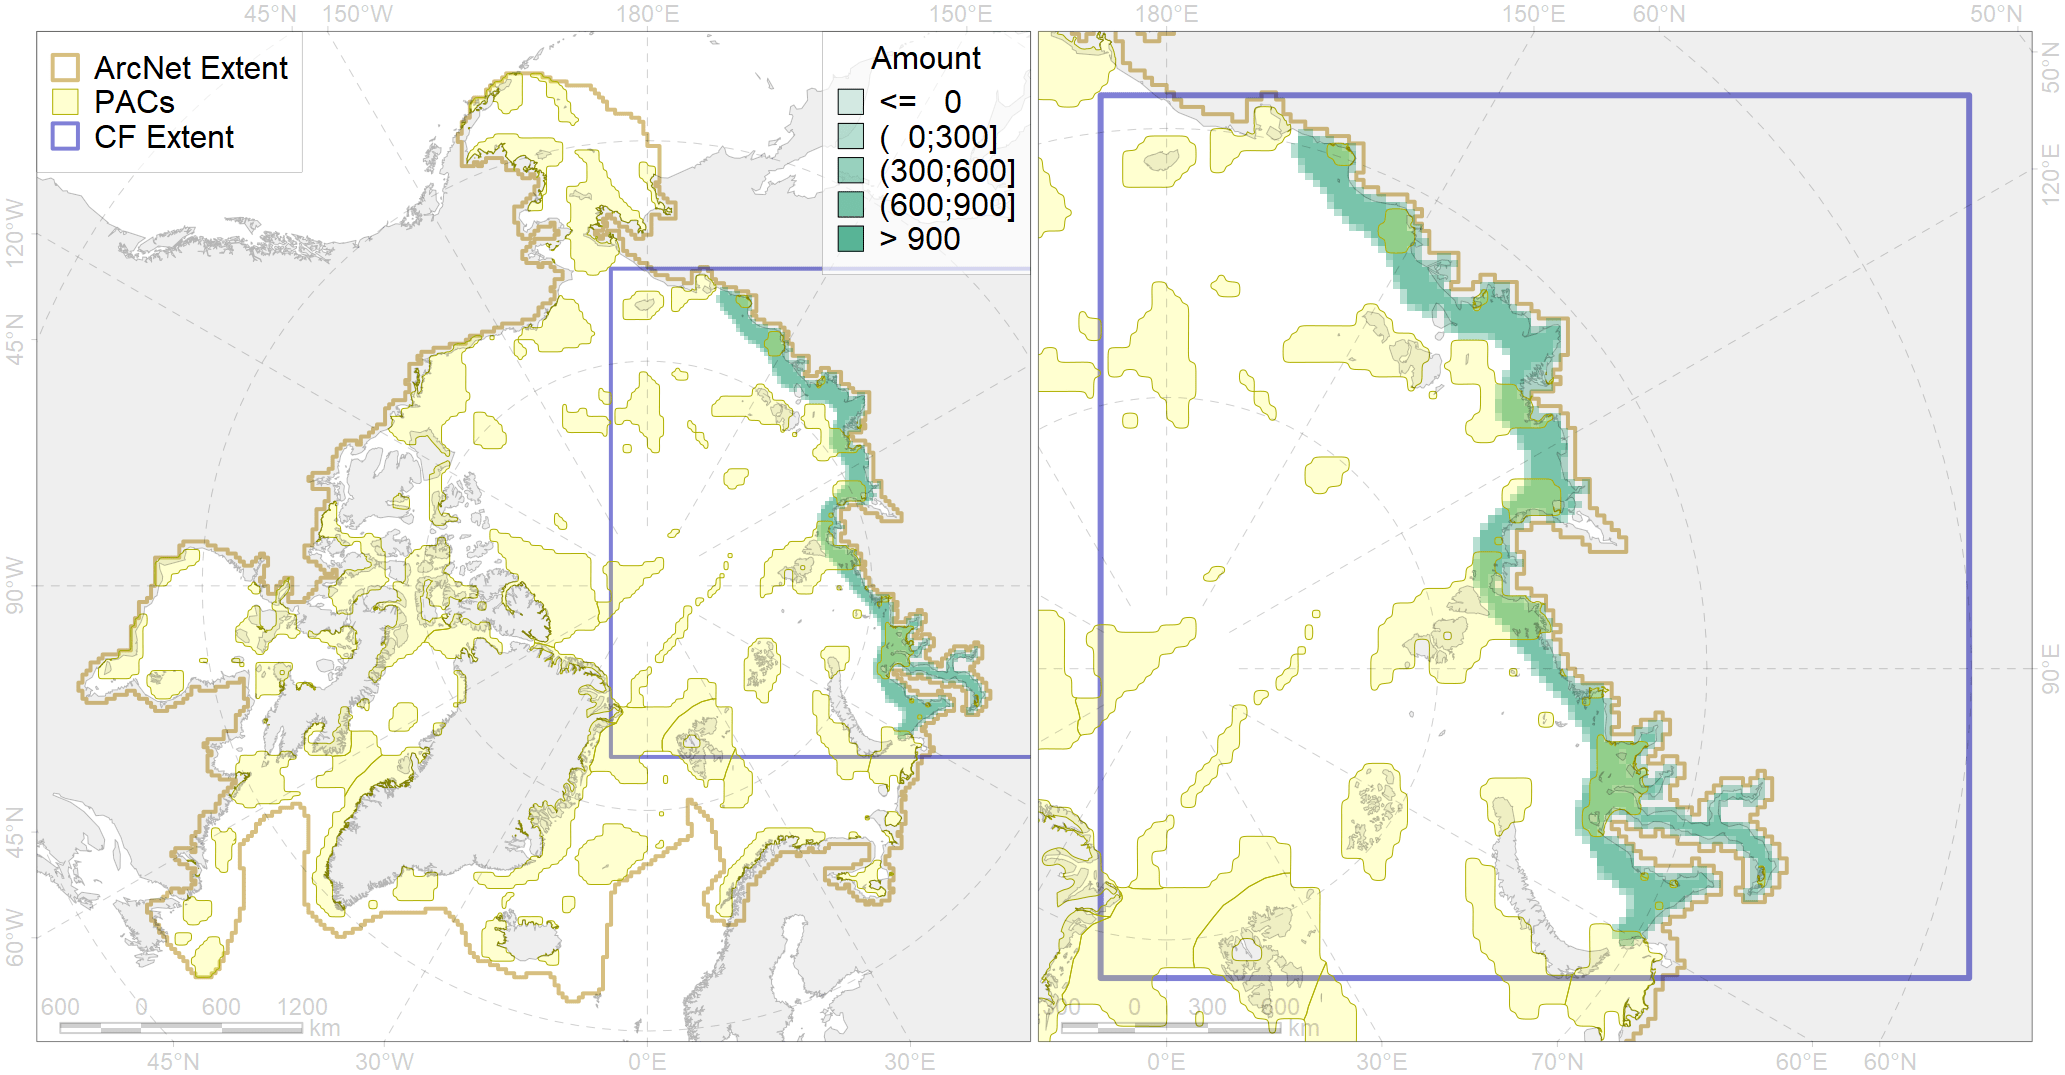 45°N 150°W 180°E 150°E 180°E 150°E 60°N 50°N
ArcNet Extent
PACs
CF Extent
Amount
<= 0
( 0;300]
(300;600]
(600;900]
> 900
120°W
45°N
90°W
45°N
60°W
50°N
120°E
90°E
600 0 600 1200
km
0 300 600
km
45°N 30°W 0°E 30°E 0°E 30°E 70°N 60°E 60°N